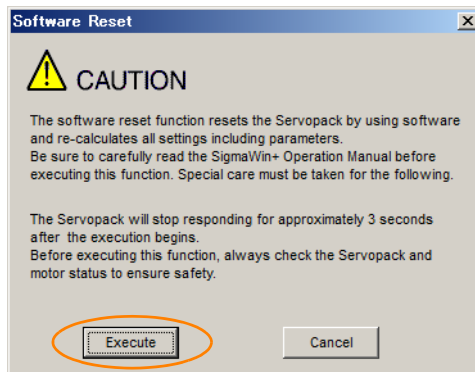 Software Reset
CAUTION
The software reset function resets the Servopack by using software
and re-calculates all settings including parameters.
Be sure to carefully read the SigmaWin+ Operation Manual before
executing this function. Special care must be taken for the following.
The Servopack will stop responding for approximately 3 seconds
after the execution begins.
Before executing this function, always check the Servopack and
motor status to ensure safety.
Execute
Cancel